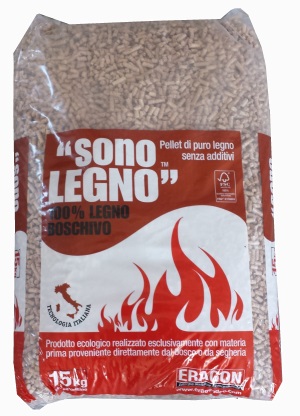 "sono
LEGNO"
TM
Pellet di puro legno
senza additivi
100% LEGNO
BOSCHIVO
FSC
TECNOLOGIA ITALIANA
Prodotto ecologico realizzato esclusivamente con materia
prima proveniente direttamente dal bosco o da segheria
15kg
ERACON